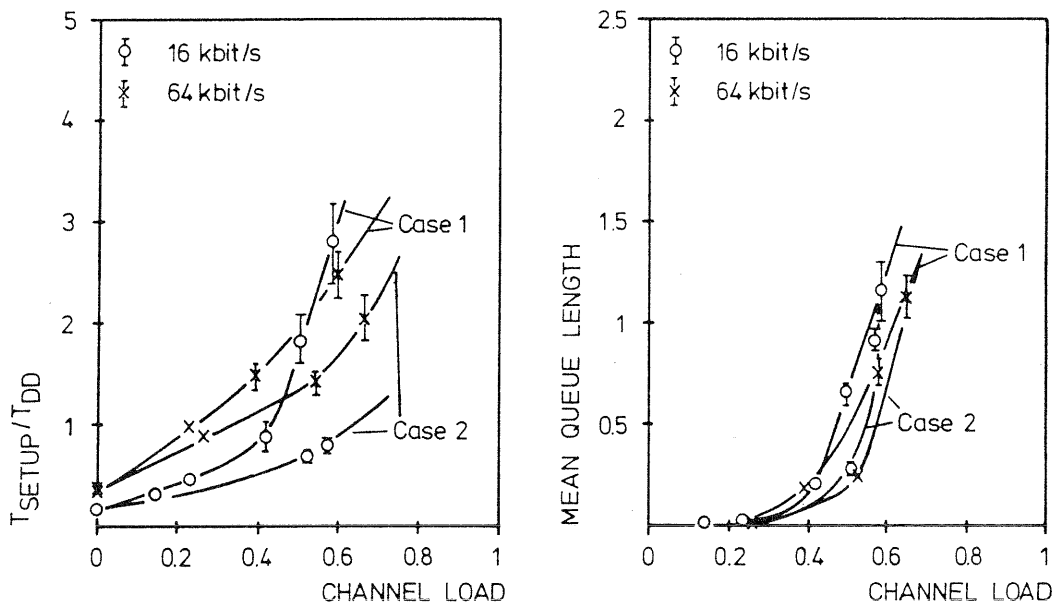 5
4
3
2
1
T_SETUP/T_DD
16 kbit/s
64 kbit/s
Case 1
Case 2
0
0.2
0.4
0.6
0.8
1
CHANNEL LOAD
2.5
2
1.5
1
0.5
MEAN QUEUE LENGTH
16 kbit/s
64 kbit/s
Case 1
Case 2
0
0.2
0.4
0.6
0.8
1
CHANNEL LOAD